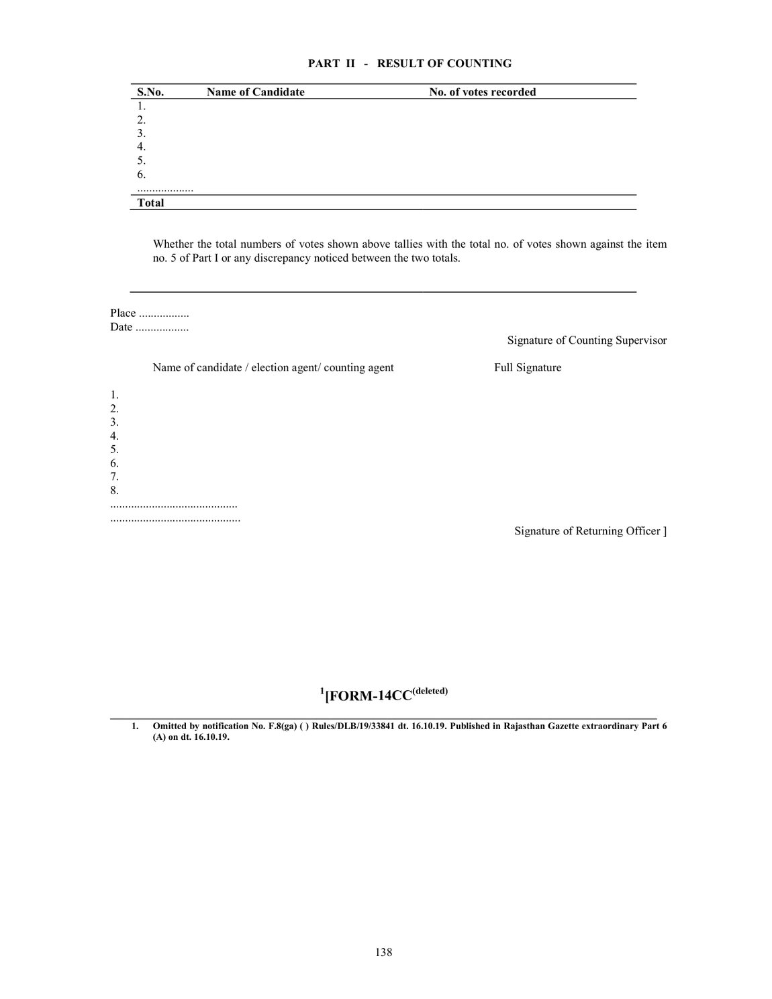 PART II - RESULT OF COUNTING
S.No. Name of Candidate No. of votes recorded
1.
2.
3.
4.
5.
6.
...................
Total
Whether the total numbers of votes shown above tallies with the total no. of votes shown against the item
no. 5 of Part I or any discrepancy noticed between the two totals.
Place .................
Date ..................
Signature of Counting Supervisor
Name of candidate / election agent/ counting agent Full Signature
1.
2.
3.
4.
5.
6.
7.
8.
...........................................
............................................
Signature of Returning Officer ]
1[FORM-14CC(deleted)
1. Omitted by notification No. F.8(ga) ( ) Rules/DLB/19/33841 dt. 16.10.19. Published in Rajasthan Gazette extraordinary Part 6
(A) on dt. 16.10.19.
138